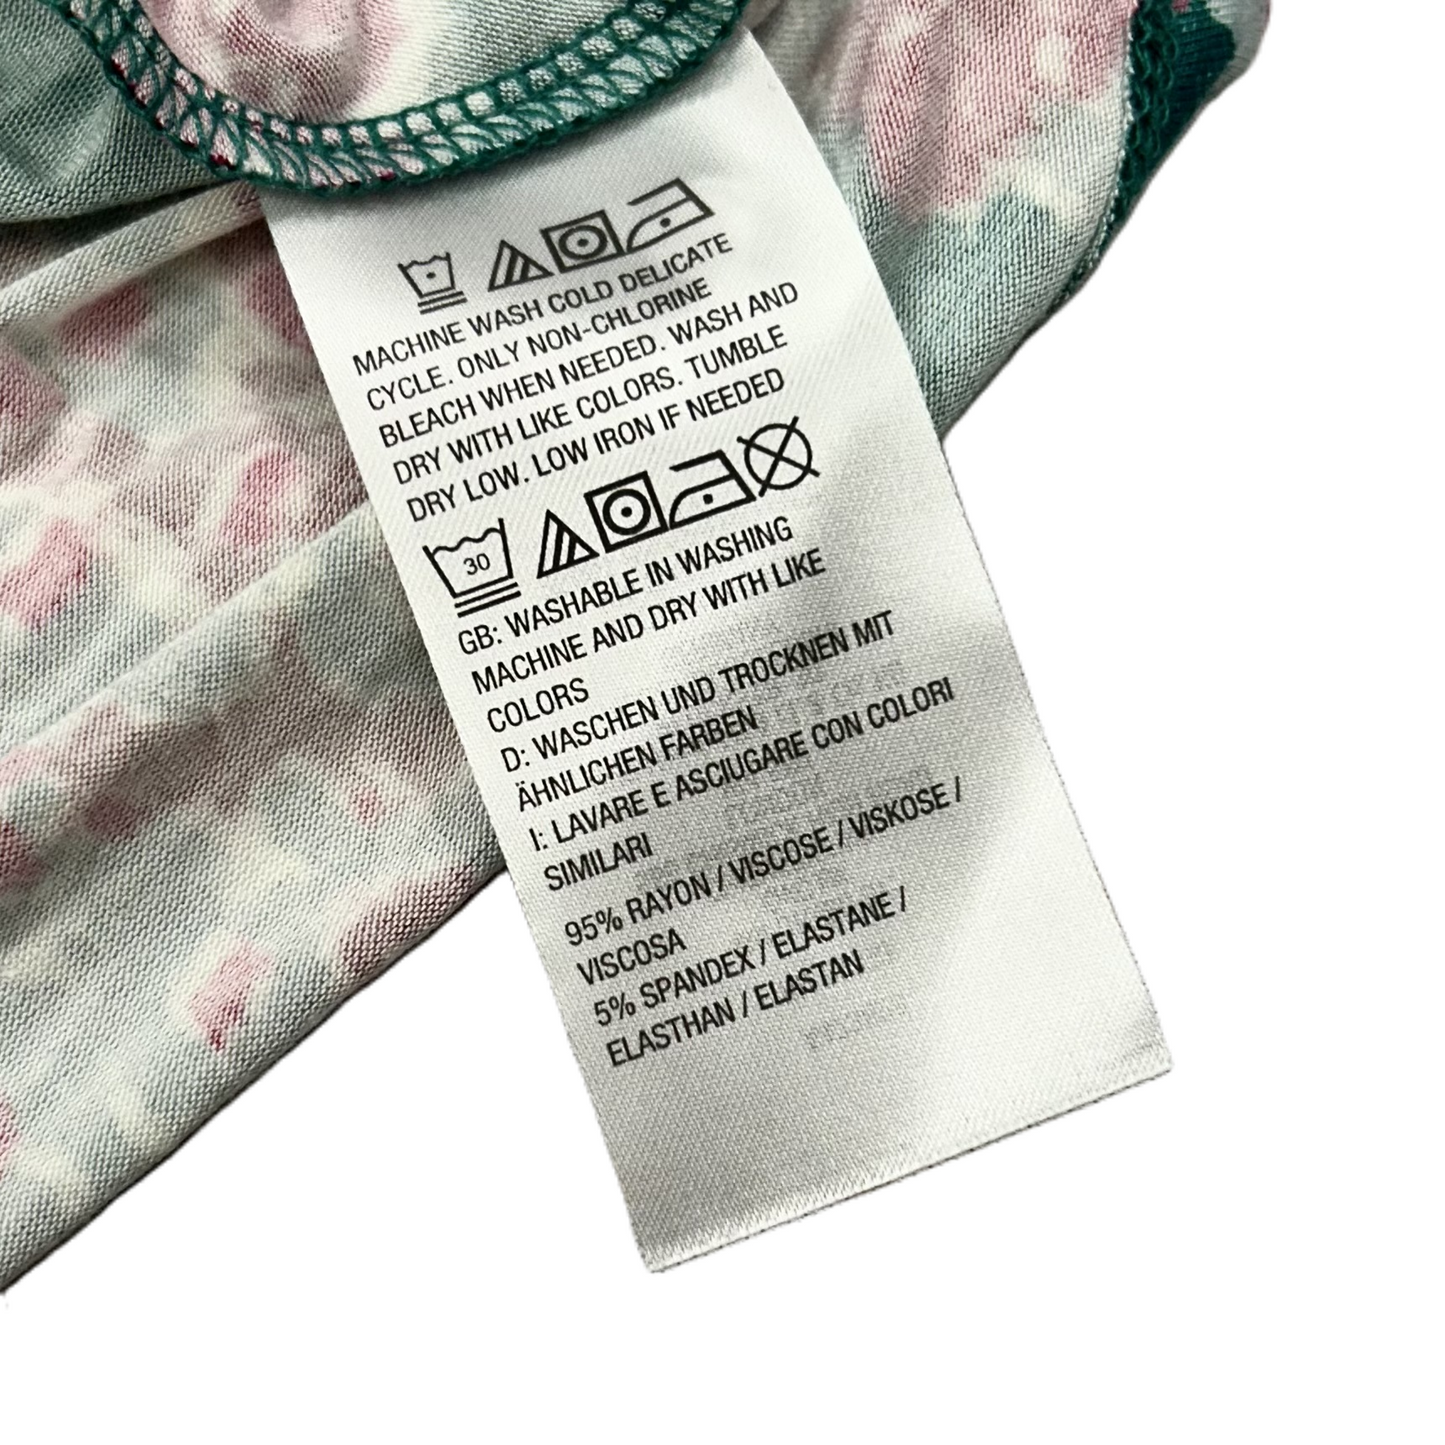 MACHINE WASH COLD DELICATE
CYCLE. ONLY NON-CHLORINE
BLEACH WHEN NEEDED. WASH AND
DRY WITH LIKE COLORS. TUMBLE
DRY LOW. LOW IRON IF NEEDED
30
GB: WASHABLE IN WASHING
MACHINE AND DRY WITH LIKE
COLORS
D: WASCHEN UND TROCKNEN MIT
ÄHNLICHEN FARBEN
I: LAVARE E ASCIUGARE CON COLORI
SIMILARI
95% RAYON / VISCOSE / VISKOSE /
VISCOSA
5% SPANDEX / ELASTANE /
ELASTHAN / ELASTAN